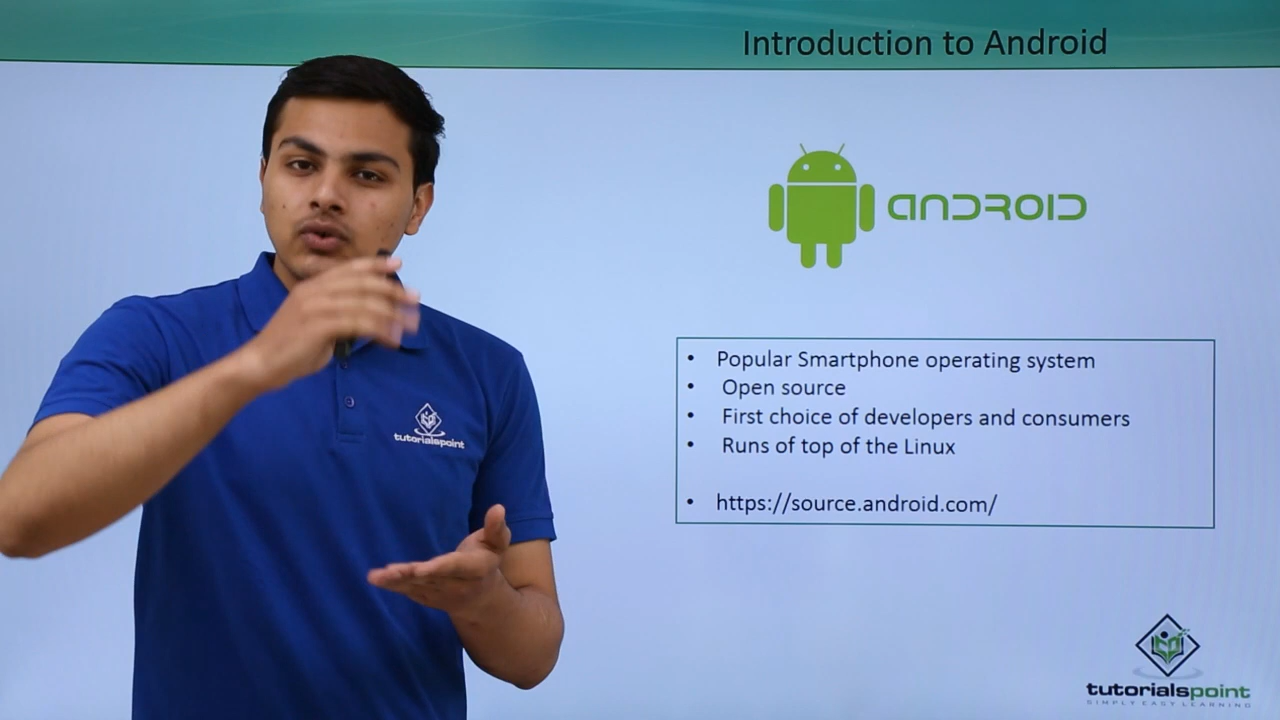 Introduction to Android
ANDROID
• Popular Smartphone operating system
• Open source
• First choice of developers and consumers
• Runs of top of the Linux
• https://source.android.com/
tutorialspoint
tutorialspoint
SIMPLY EASY LEARNING